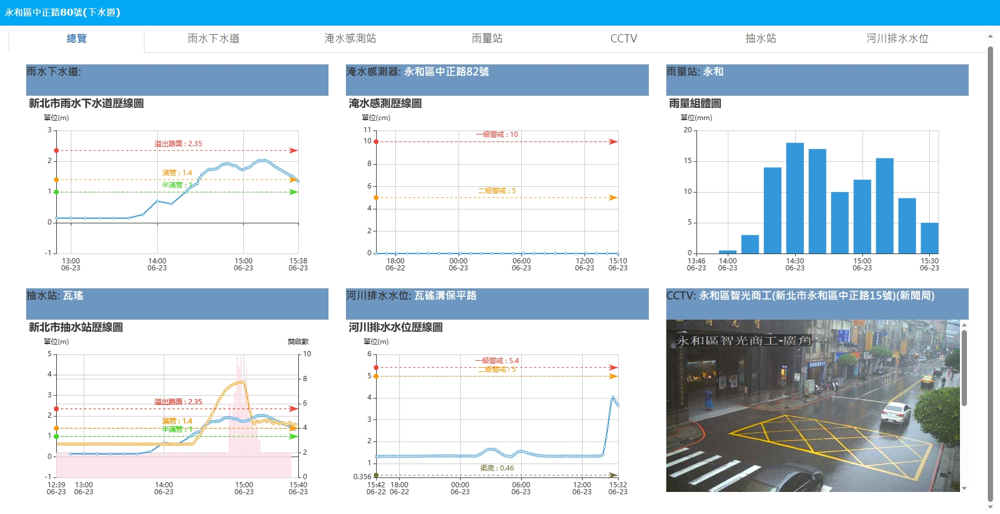 永和區中正路80號(下水道)
總覽
雨水下水道
淹水感測站
雨量站
CCTV
抽水站
河川排水水位
雨水下水道:
新北市雨水下水道歷線圖
單位(m)
3
溢出路面 : 2.35
2
滿管 : 1.4
半滿管 : 1
1
0
-1
13:00 14:00 15:00 15:38
06-23 06-23 06-23 06-23
淹水感測器: 永和區中正路82號
淹水感測歷線圖
單位(cm)
11
一級警戒 : 10
10
8
6
二級警戒 : 5
4
2
0
18:00 00:00 06:00 12:00 15:10
06-22 06-23 06-23 06-23 06-23
雨量站: 永和
雨量組體圖
單位(mm)
20
15
10
5
0
13:46 14:00 14:30 15:00 15:30
06-23 06-23 06-23 06-23 06-23
抽水站: 瓦瑤
新北市抽水站歷線圖
單位(m) 開啟數
5 10
4
3 8
溢出路面 : 2.35
2 6
滿管 : 1.4
半滿管 : 1
1 4
0 2
-1 0
12:39 13:00 14:00 15:00 15:40
06-23 06-23 06-23 06-23 06-23
河川排水水位: 瓦磘溝保平路
河川排水水位歷線圖
單位(m)
6
一級警戒 : 5.4
二級警戒 : 5
5
4
3
2
1
渠底 : 0.46
0.356
15:42 18:00 00:00 06:00 12:00 15:32
06-22 06-22 06-23 06-23 06-23 06-23
CCTV: 永和區智光商工(新北市永和區中正路15號)(新聞局)
永和區智光商工-廣角